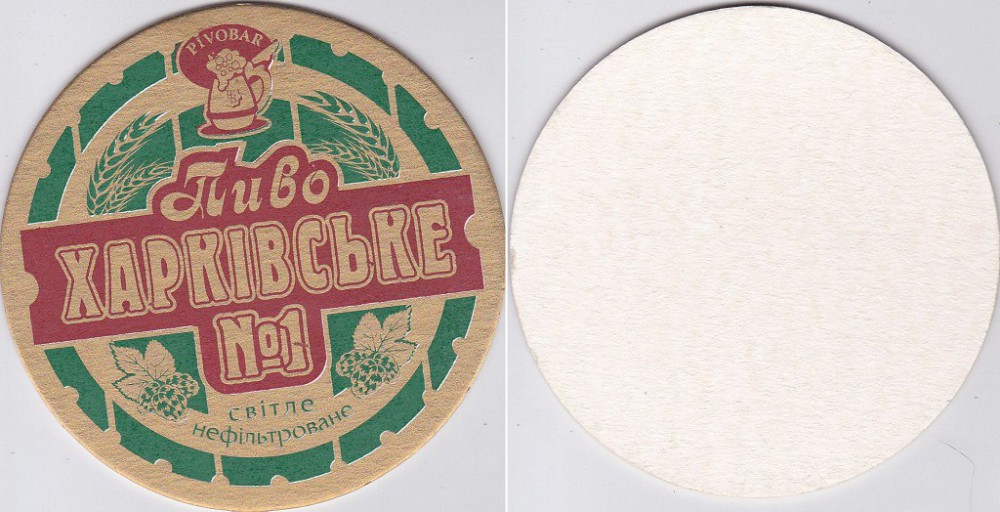 PIVOBAR
Пиво
ХАРКІВСЬКЕ
№1
світле
нефільтроване